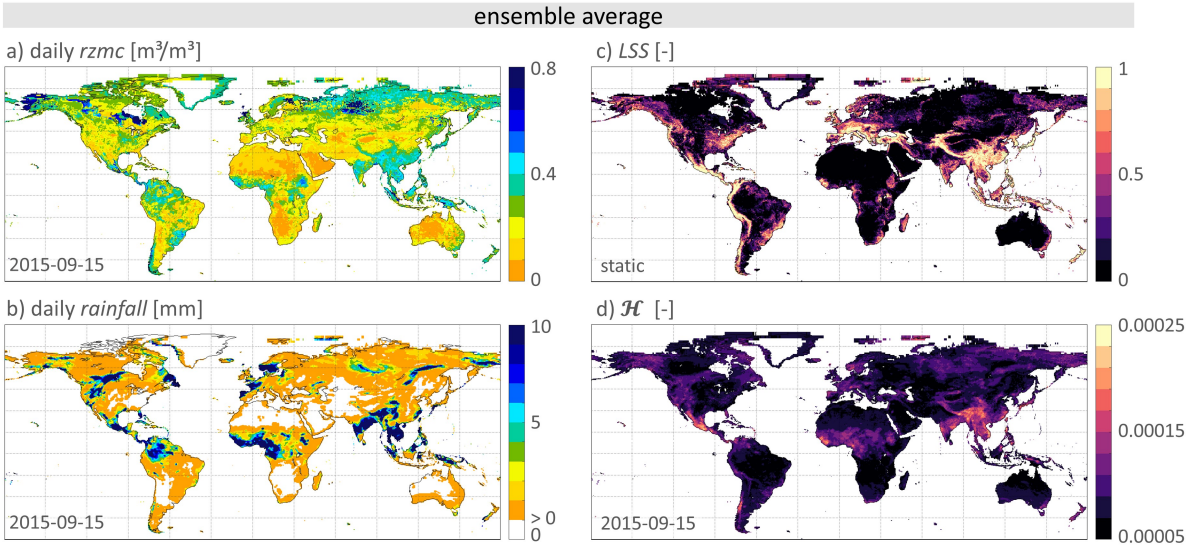 ensemble average
a) daily rzmc [m³/m³]
0.8
0.4
0
2015-09-15
c) LSS [-]
1
0.5
0
static
b) daily rainfall [mm]
10
5
> 0
0
2015-09-15
d) ℋ [-]
0.00025
0.00015
0.00005
2015-09-15